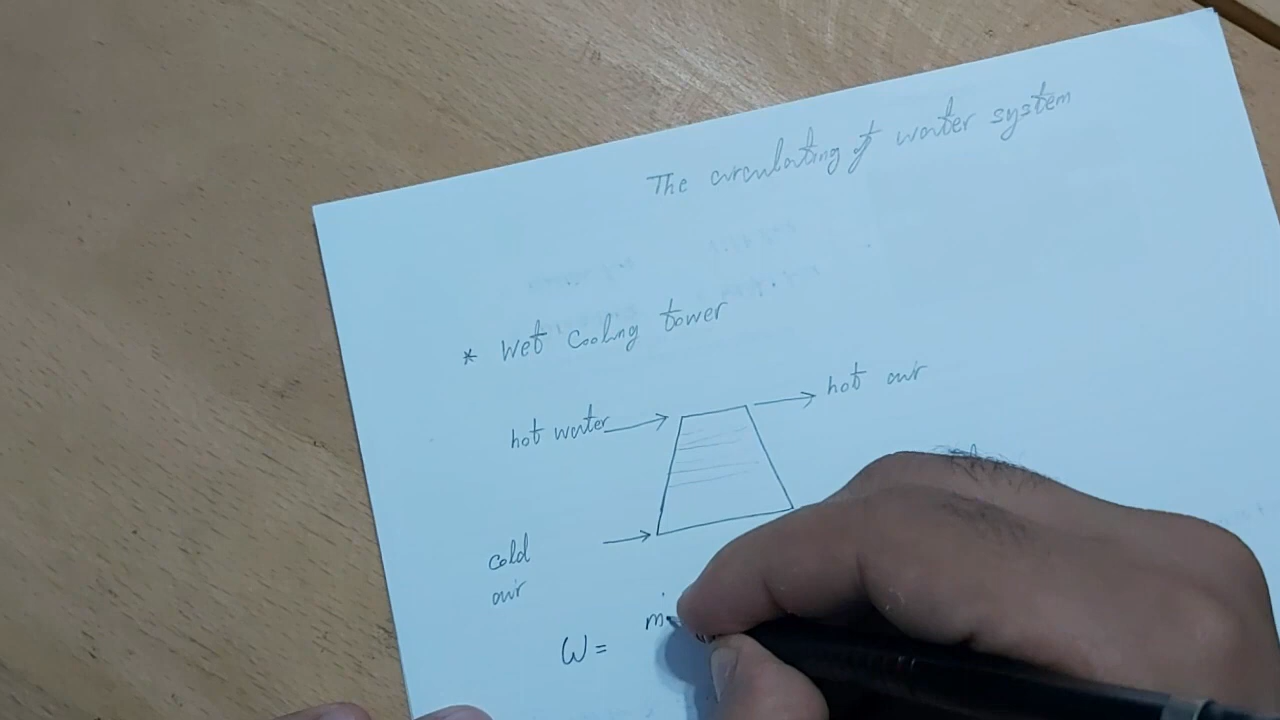 The circulating of water system
* Wet cooling tower
hot air
hot water
cold
air
ω = ṁ